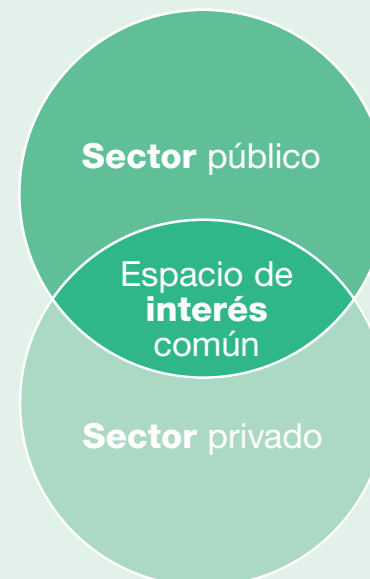 Sector público
Espacio de
interés
común
Sector privado